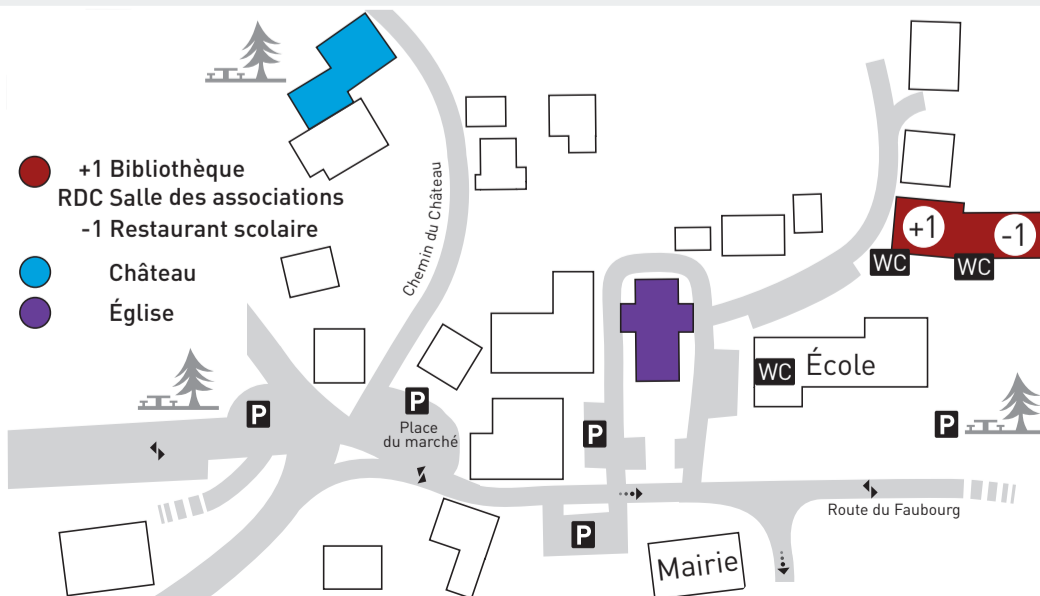 +1 Bibliothèque
RDC Salle des associations
-1 Restaurant scolaire
Château
Église
Chemin du Château
+1
-1
WC
WC
WC
École
P
P
Place
du marché
P
P
P
Route du Faubourg
Mairie